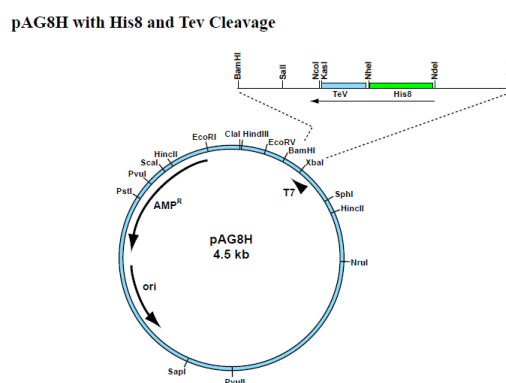 pAG8H with His8 and Tev Cleavage
BamHI
SalI
NcoI
KasI
NheI
NdeI
TeV
His8
ClaI
HindIII
EcoRI
EcoRV
BamHI
XbaI
HincII
ScaI
PvuI
PstI
AMPR
T7
SphI
HincII
pAG8H
4.5 kb
NruI
ori
SapI
PvuII